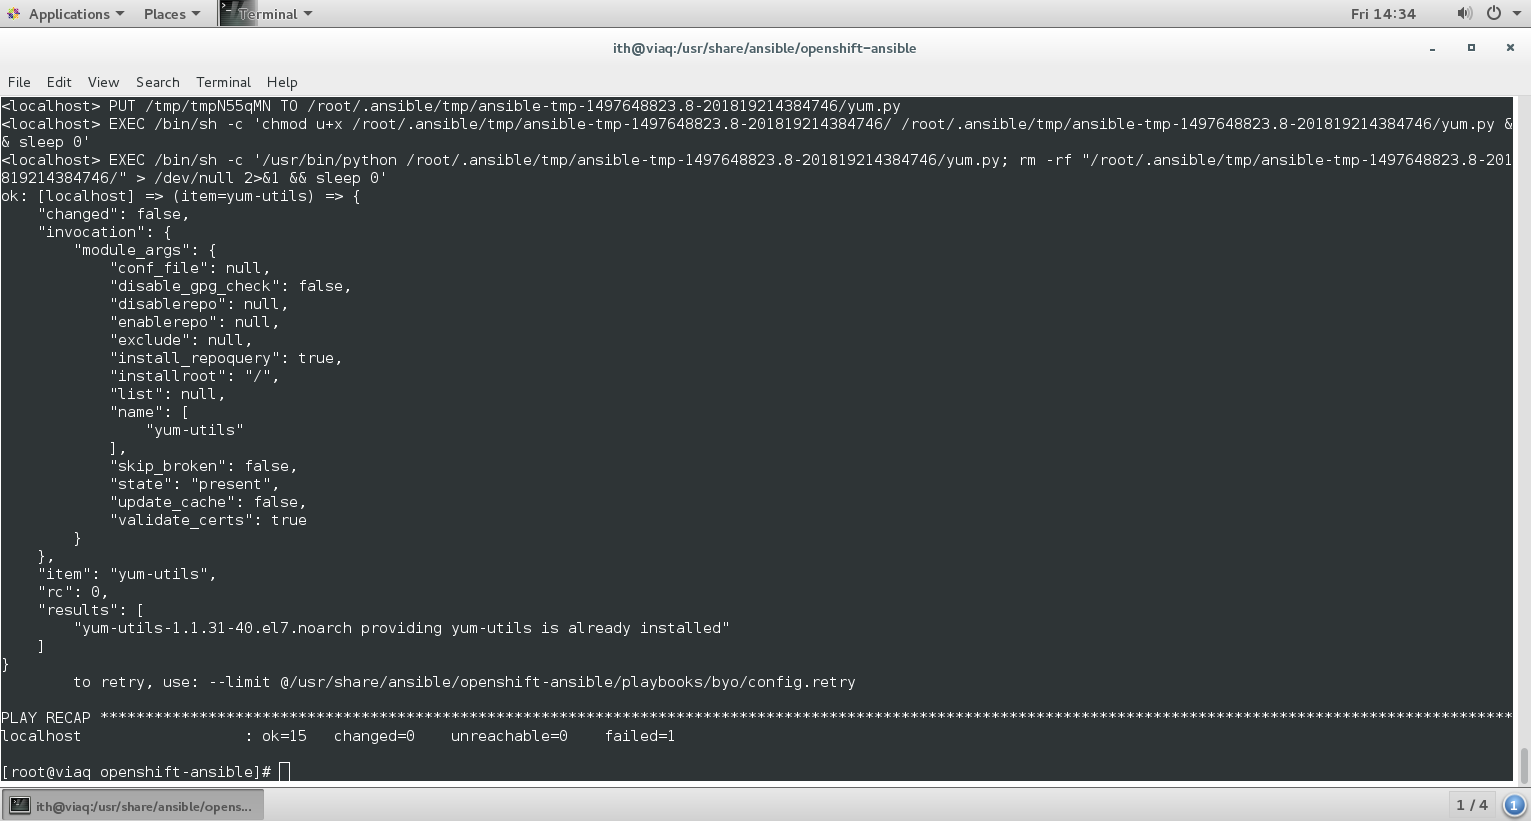 Applications Places Terminal Fri 14:34
ith@viaq:/usr/share/ansible/openshift-ansible
File Edit View Search Terminal Help
<localhost> PUT /tmp/tmpN55qMN TO /root/.ansible/tmp/ansible-tmp-1497648823.8-201819214384746/yum.py
<localhost> EXEC /bin/sh -c 'chmod u+x /root/.ansible/tmp/ansible-tmp-1497648823.8-201819214384746/ /root/.ansible/tmp/ansible-tmp-1497648823.8-201819214384746/yum.py &
& sleep 0'
<localhost> EXEC /bin/sh -c '/usr/bin/python /root/.ansible/tmp/ansible-tmp-1497648823.8-201819214384746/yum.py; rm -rf "/root/.ansible/tmp/ansible-tmp-1497648823.8-201
819214384746/" > /dev/null 2>&1 && sleep 0'
ok: [localhost] => (item=yum-utils) => {
    "changed": false,
    "invocation": {
        "module_args": {
            "conf_file": null,
            "disable_gpg_check": false,
            "disablerepo": null,
            "enablerepo": null,
            "exclude": null,
            "install_repoquery": true,
            "installroot": "/",
            "list": null,
            "name": [
                "yum-utils"
            ],
            "skip_broken": false,
            "state": "present",
            "update_cache": false,
            "validate_certs": true
        }
    },
    "item": "yum-utils",
    "rc": 0,
    "results": [
        "yum-utils-1.1.31-40.el7.noarch providing yum-utils is already installed"
    ]
}
        to retry, use: --limit @/usr/share/ansible/openshift-ansible/playbooks/byo/config.retry
PLAY RECAP *************************************************************************************************************************************************************
localhost                  : ok=15   changed=0    unreachable=0    failed=1
[root@viaq openshift-ansible]#
ith@viaq:/usr/share/ansible/opens... 1 / 4 1